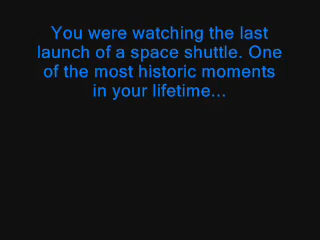 You were watching the last
launch of a space shuttle. One
of the most historic moments
in your lifetime...